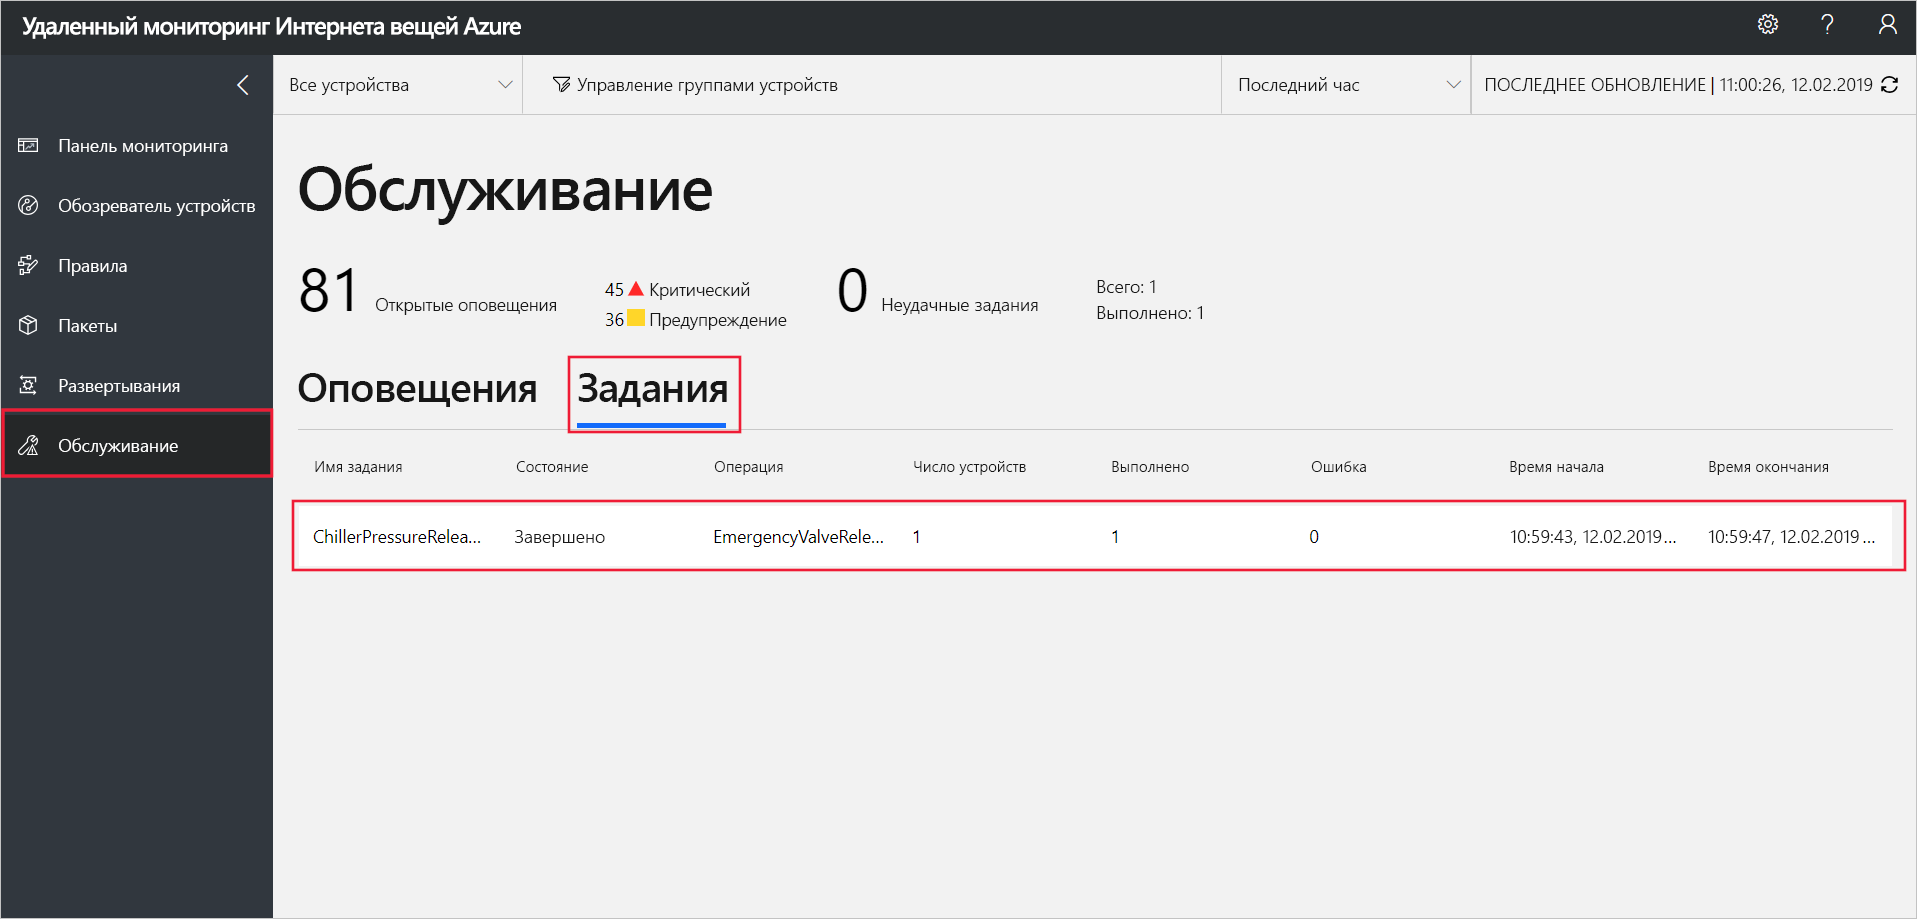 Удаленный мониторинг Интернета вещей Azure
?
Все устройства
Управление группами устройств
Последний час
ПОСЛЕДНЕЕ ОБНОВЛЕНИЕ | 11:00:26, 12.02.2019
Панель мониторинга
Обозреватель устройств
Правила
Пакеты
Развертывания
Обслуживание
Обслуживание
81 Открытые оповещения
45 Критический
36 Предупреждение
0 Неудачные задания
Всего: 1
Выполнено: 1
Оповещения Задания
Имя задания Состояние Операция Число устройств Выполнено Ошибка Время начала Время окончания
ChillerPressureRelea... Завершено EmergencyValveRele... 1 1 0 10:59:43, 12.02.2019... 10:59:47, 12.02.2019 ...